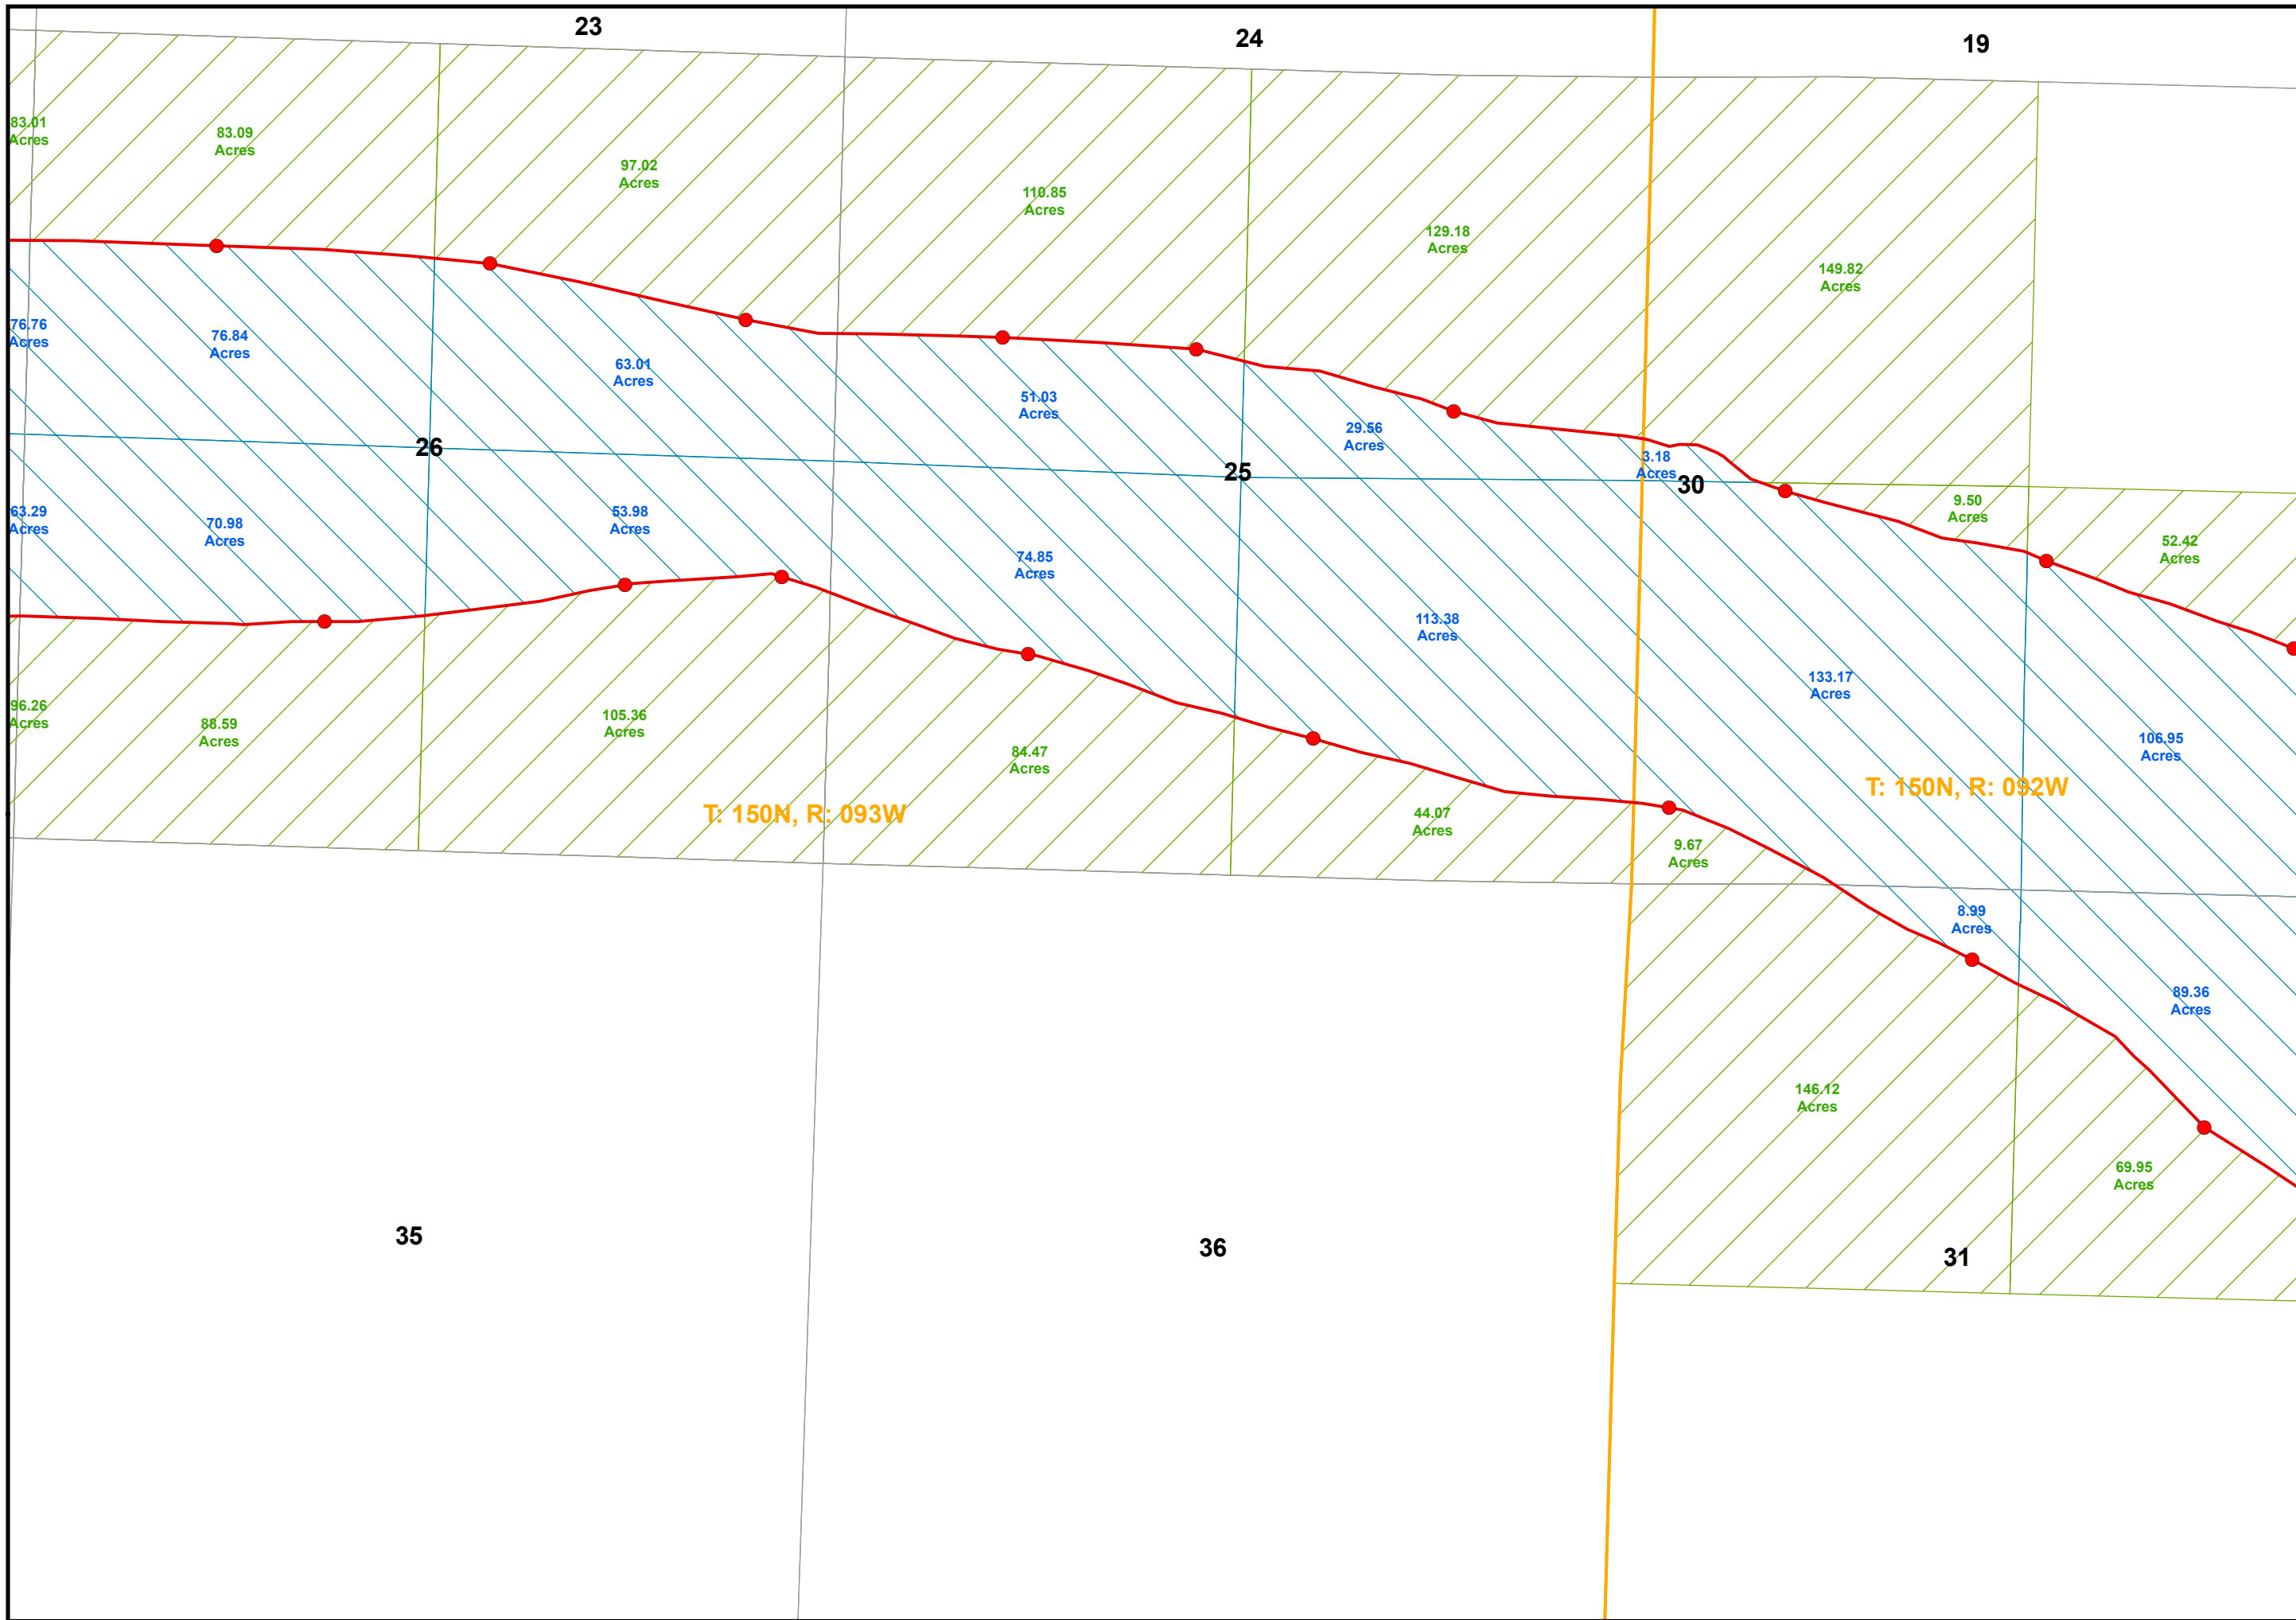 23
24
19
83.01
Acres
83.09
Acres
97.02
Acres
110.85
Acres
129.18
Acres
149.82
Acres
76.76
Acres
76.84
Acres
63.01
Acres
51.03
Acres
29.56
Acres
3.18
Acres
26
25
30
9.50
Acres
52.42
Acres
63.29
Acres
70.98
Acres
53.98
Acres
74.85
Acres
113.38
Acres
133.17
Acres
106.95
Acres
96.26
Acres
88.59
Acres
105.36
Acres
84.47
Acres
T: 150N, R: 093W
T: 150N, R: 092W
44.07
Acres
9.67
Acres
8.99
Acres
89.36
Acres
146.12
Acres
69.95
Acres
35
36
31